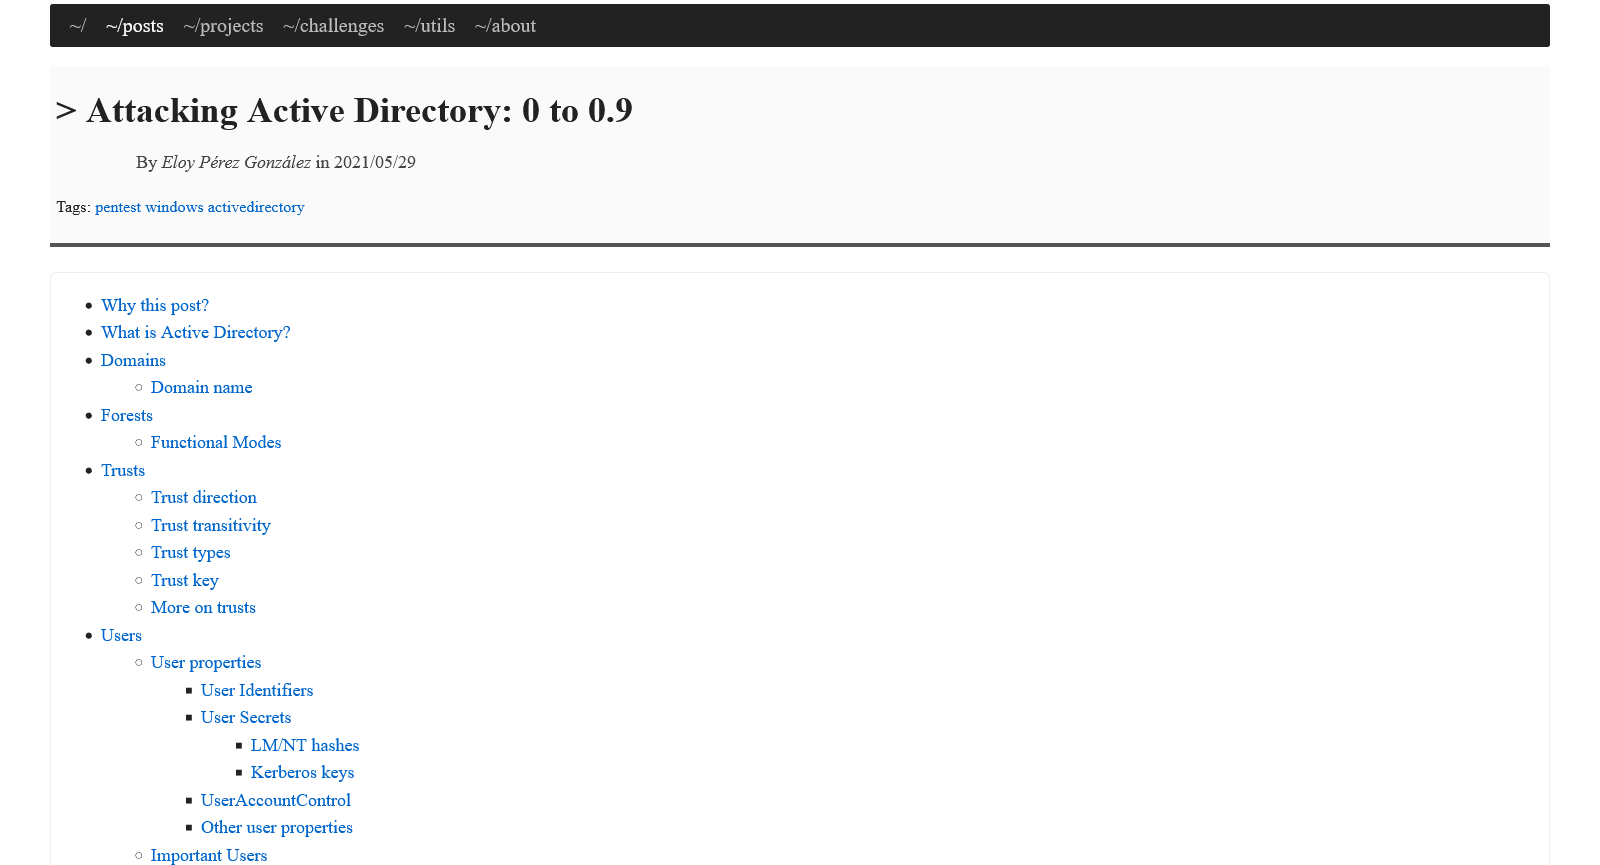 ~/ ~/posts ~/projects ~/challenges ~/utils ~/about
> Attacking Active Directory: 0 to 0.9
By Eloy Pérez González in 2021/05/29
Tags: pentest windows activedirectory
Why this post?
What is Active Directory?
Domains
Domain name
Forests
Functional Modes
Trusts
Trust direction
Trust transitivity
Trust types
Trust key
More on trusts
Users
User properties
User Identifiers
User Secrets
LM/NT hashes
Kerberos keys
UserAccountControl
Other user properties
Important Users